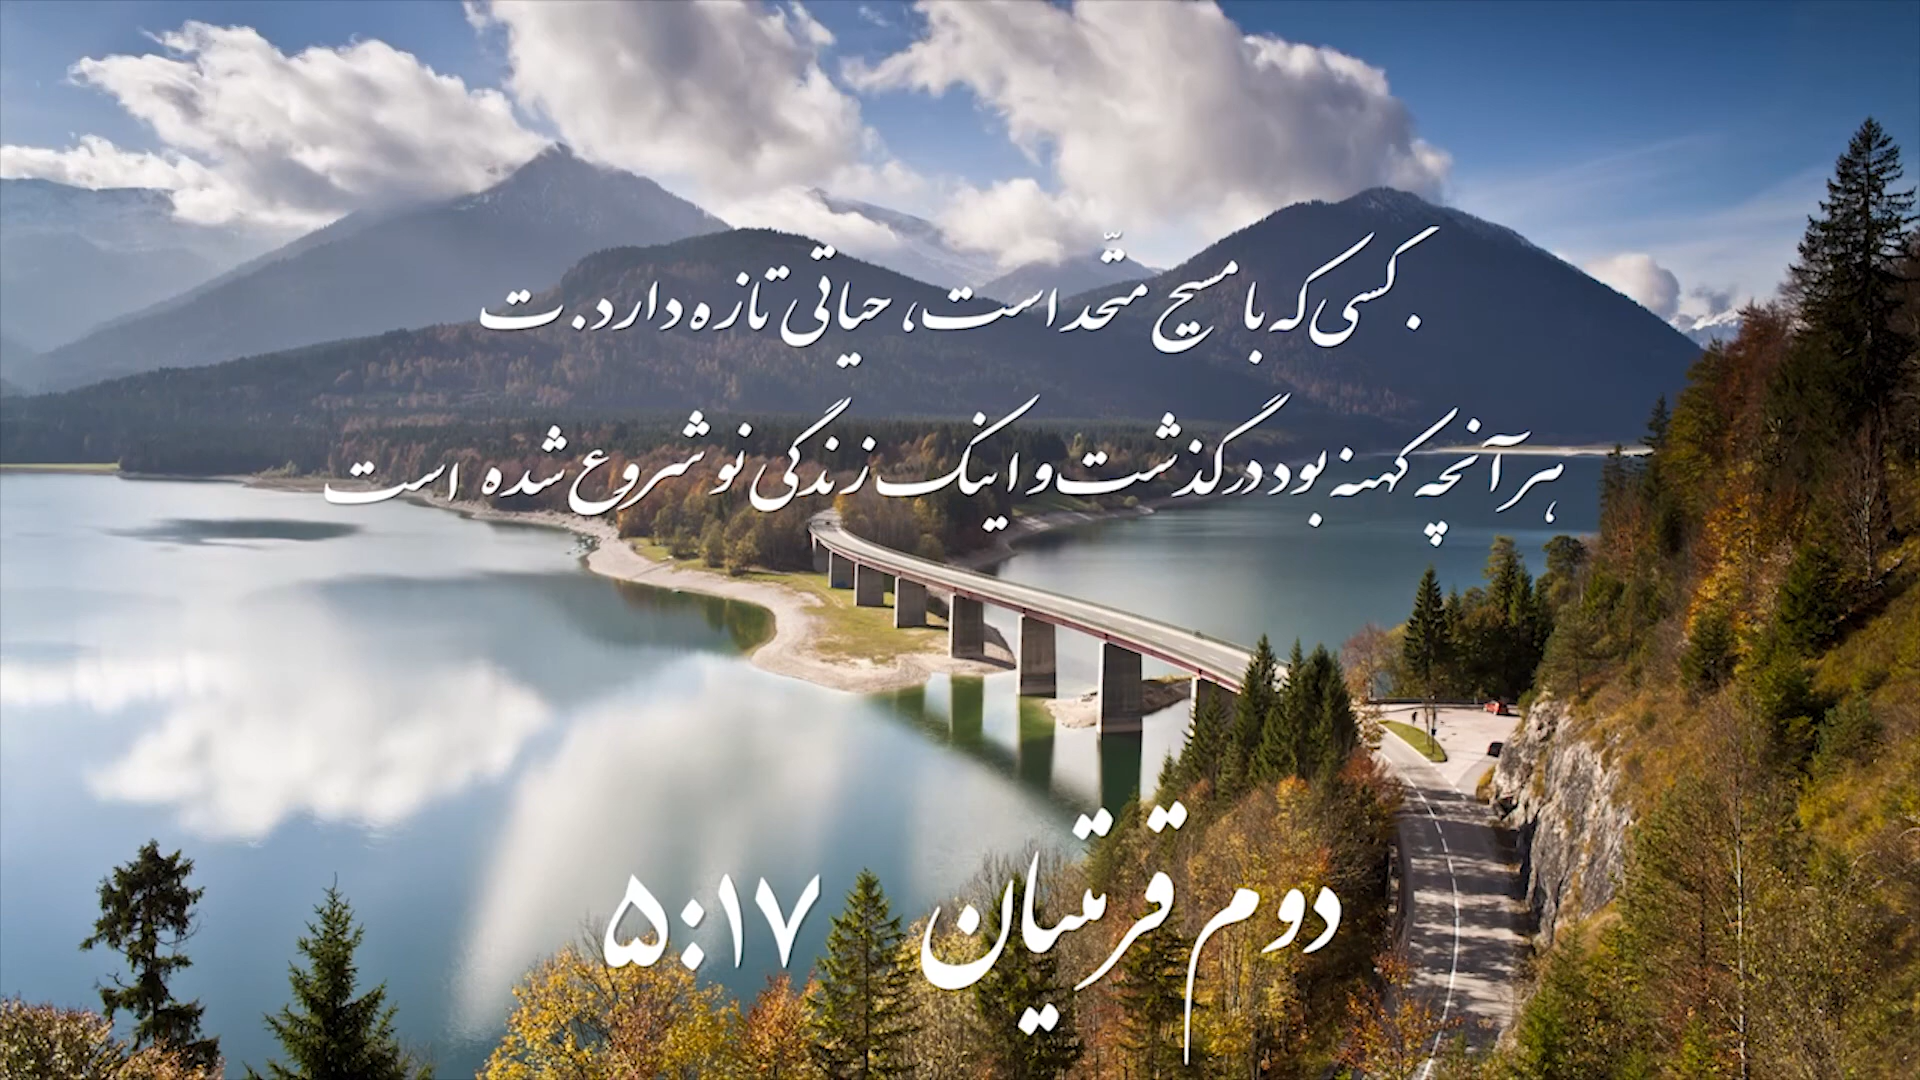 . کسی که با مسیح متّحد است، حیاتی تازه دارد. ت
هر آنچه کهنه بود درگذشت و اینک زندگی نو شروع شده است
دوم قرنتیان ۵:۱۷